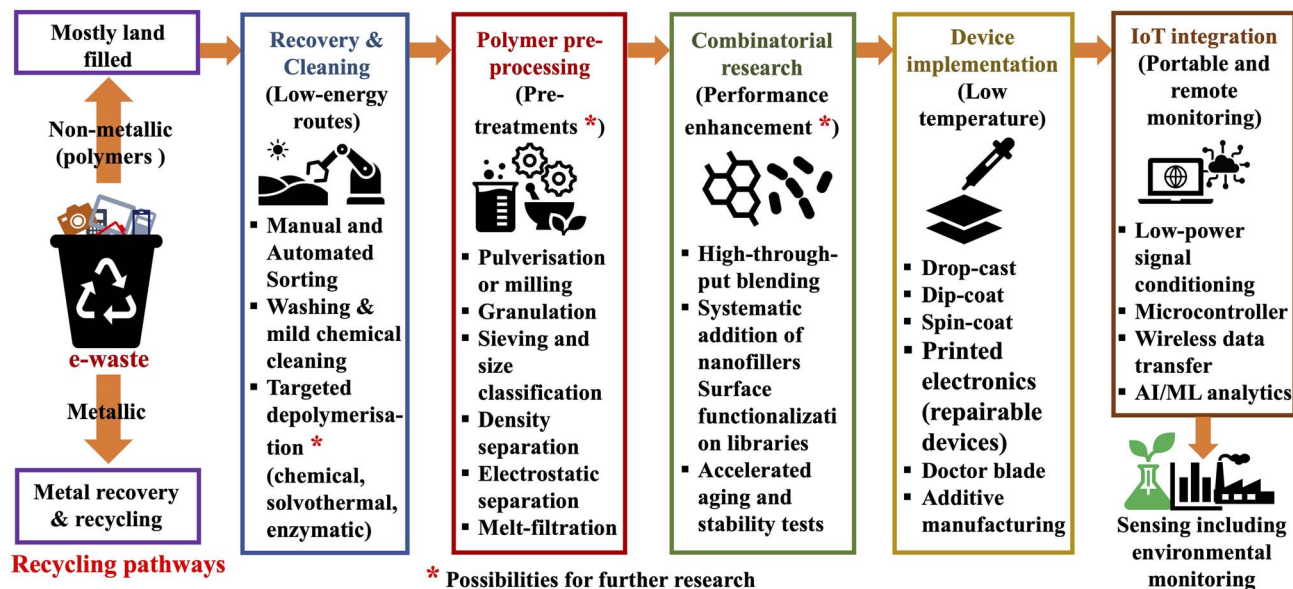 Mostly land
filled
Non-metallic
(polymers )
e-waste
Metallic
Metal recovery
& recycling
Recycling pathways
Recovery &
Cleaning
(Low-energy
routes)
▪ Manual and
Automated
Sorting
▪ Washing &
mild chemical
cleaning
▪ Targeted
depolymerisa-
tion *
(chemical,
solvothermal,
enzymatic)
Polymer pre-
processing
(Pre-
treatments *)
▪ Pulverisation
or milling
▪ Granulation
▪ Sieving and
size
classification
▪ Density
separation
▪ Electrostatic
separation
▪ Melt-filtration
Combinatorial
research
(Performance
enhancement *)
▪ High-through-
put blending
▪ Systematic
addition of
nanofillers
Surface
functionalizati
on libraries
▪ Accelerated
aging and
stability tests
Device
implementation
(Low
temperature)
▪ Drop-cast
▪ Dip-coat
▪ Spin-coat
▪ Printed
electronics
(repairable
devices)
▪ Doctor blade
▪ Additive
manufacturing
IoT integration
(Portable and
remote
monitoring)
▪ Low-power
signal
conditioning
▪ Microcontroller
▪ Wireless data
transfer
▪ AI/ML analytics
Sensing including
environmental
monitoring
* Possibilities for further research